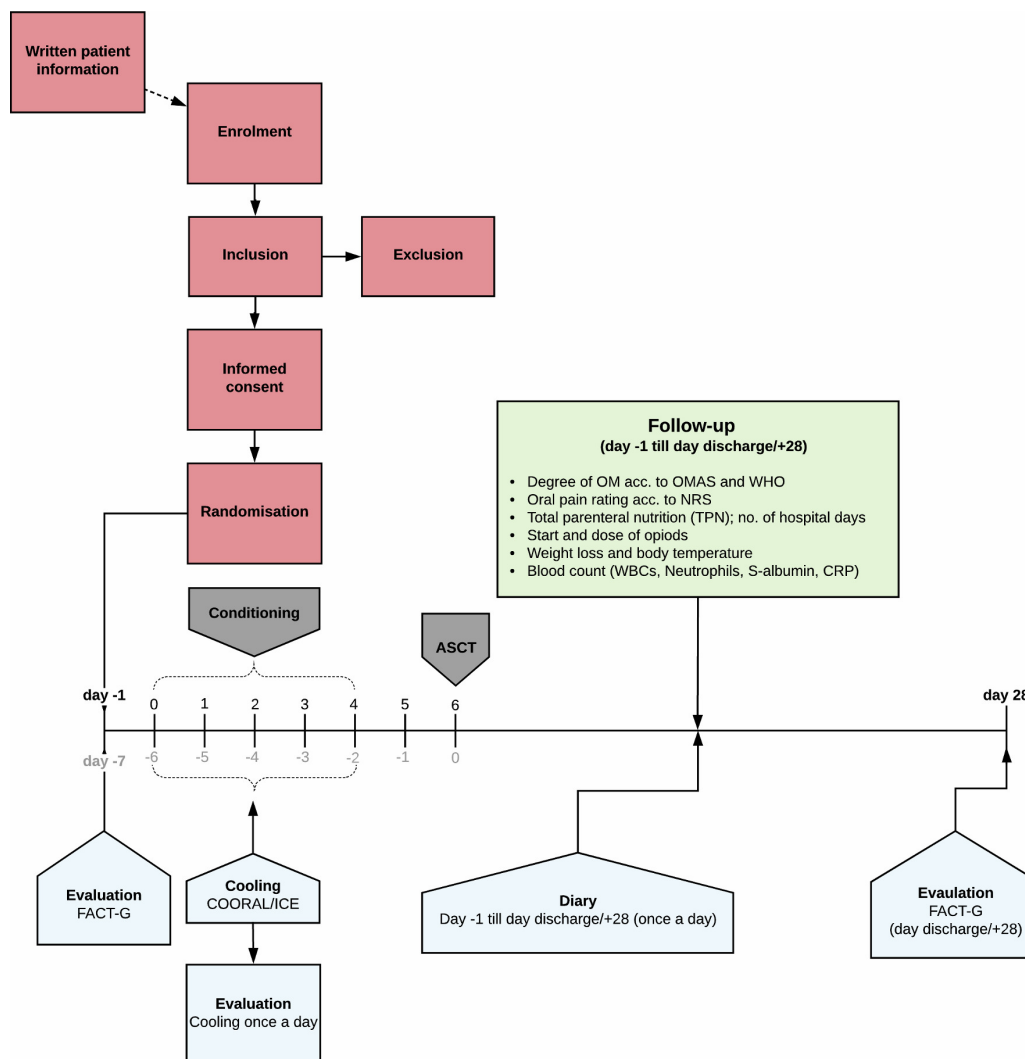 Written patient
information
Enrolment
Inclusion
Exclusion
Informed
consent
Randomisation
Follow-up
(day -1 till day discharge/+28)
• Degree of OM acc. to OMAS and WHO
• Oral pain rating acc. to NRS
• Total parenteral nutrition (TPN); no. of hospital days
• Start and dose of opiods
• Weight loss and body temperature
• Blood count (WBCs, Neutrophils, S-albumin, CRP)
Conditioning
ASCT
day -1
0 1 2 3 4 5 6
day 28
day -7
-6 -5 -4 -3 -2 -1 0
Evaluation
FACT-G
Cooling
COORAL/ICE
Diary
Day -1 till day discharge/+28 (once a day)
Evaulation
FACT-G
(day discharge/+28)
Evaluation
Cooling once a day